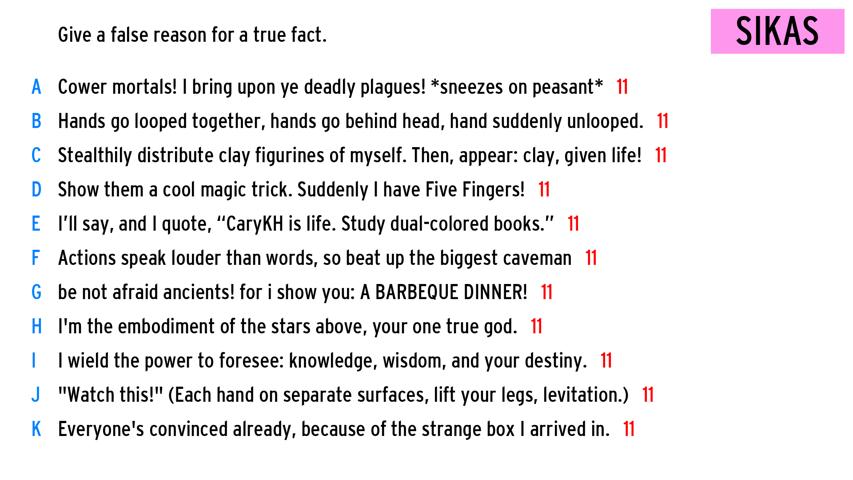 Give a false reason for a true fact.
SIKAS
A Cower mortals! I bring upon ye deadly plagues! *sneezes on peasant* 11
B Hands go looped together, hands go behind head, hand suddenly unlooped. 11
C Stealthily distribute clay figurines of myself. Then, appear: clay, given life! 11
D Show them a cool magic trick. Suddenly I have Five Fingers! 11
E I'll say, and I quote, “CaryKH is life. Study dual-colored books.” 11
F Actions speak louder than words, so beat up the biggest caveman 11
G be not afraid ancients! for i show you: A BARBEQUE DINNER! 11
H I'm the embodiment of the stars above, your one true god. 11
I I wield the power to foresee: knowledge, wisdom, and your destiny. 11
J "Watch this!" (Each hand on separate surfaces, lift your legs, levitation.) 11
K Everyone's convinced already, because of the strange box I arrived in. 11